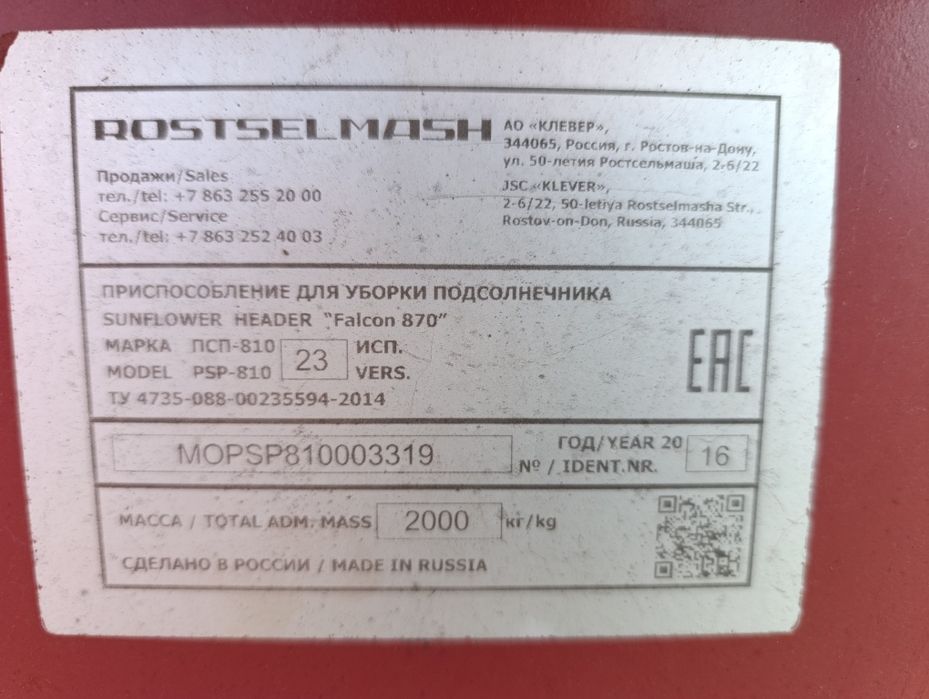 ROSTSELMASH
Продажи/Sales
тел./tel: +7 863 255 20 00
Сервис/Service
тел./tel: +7 863 252 40 03
АО «КЛЕВЕР»,
344065, Россия, г. Ростов-на-Дону,
ул. 50-летия Ростсельмаша, 2-6/22
JSC «KLEVER»,
2-6/22, 50-letiya Rostselmasha Str.,
Rostov-on-Don, Russia, 344065
ПРИСПОСОБЛЕНИЕ ДЛЯ УБОРКИ ПОДСОЛНЕЧНИКА
SUNFLOWER HEADER "Falcon 870"
МАРКА ПСП-810 23 ИСП.
MODEL PSP-810 VERS.
ТУ 4735-088-00235594-2014
EAC
MOPSP810003319
ГОД/YEAR 20 16
№ / IDENT.NR.
МАССА / TOTAL ADM. MASS 2000 кг/kg
СДЕЛАНО В РОССИИ / MADE IN RUSSIA